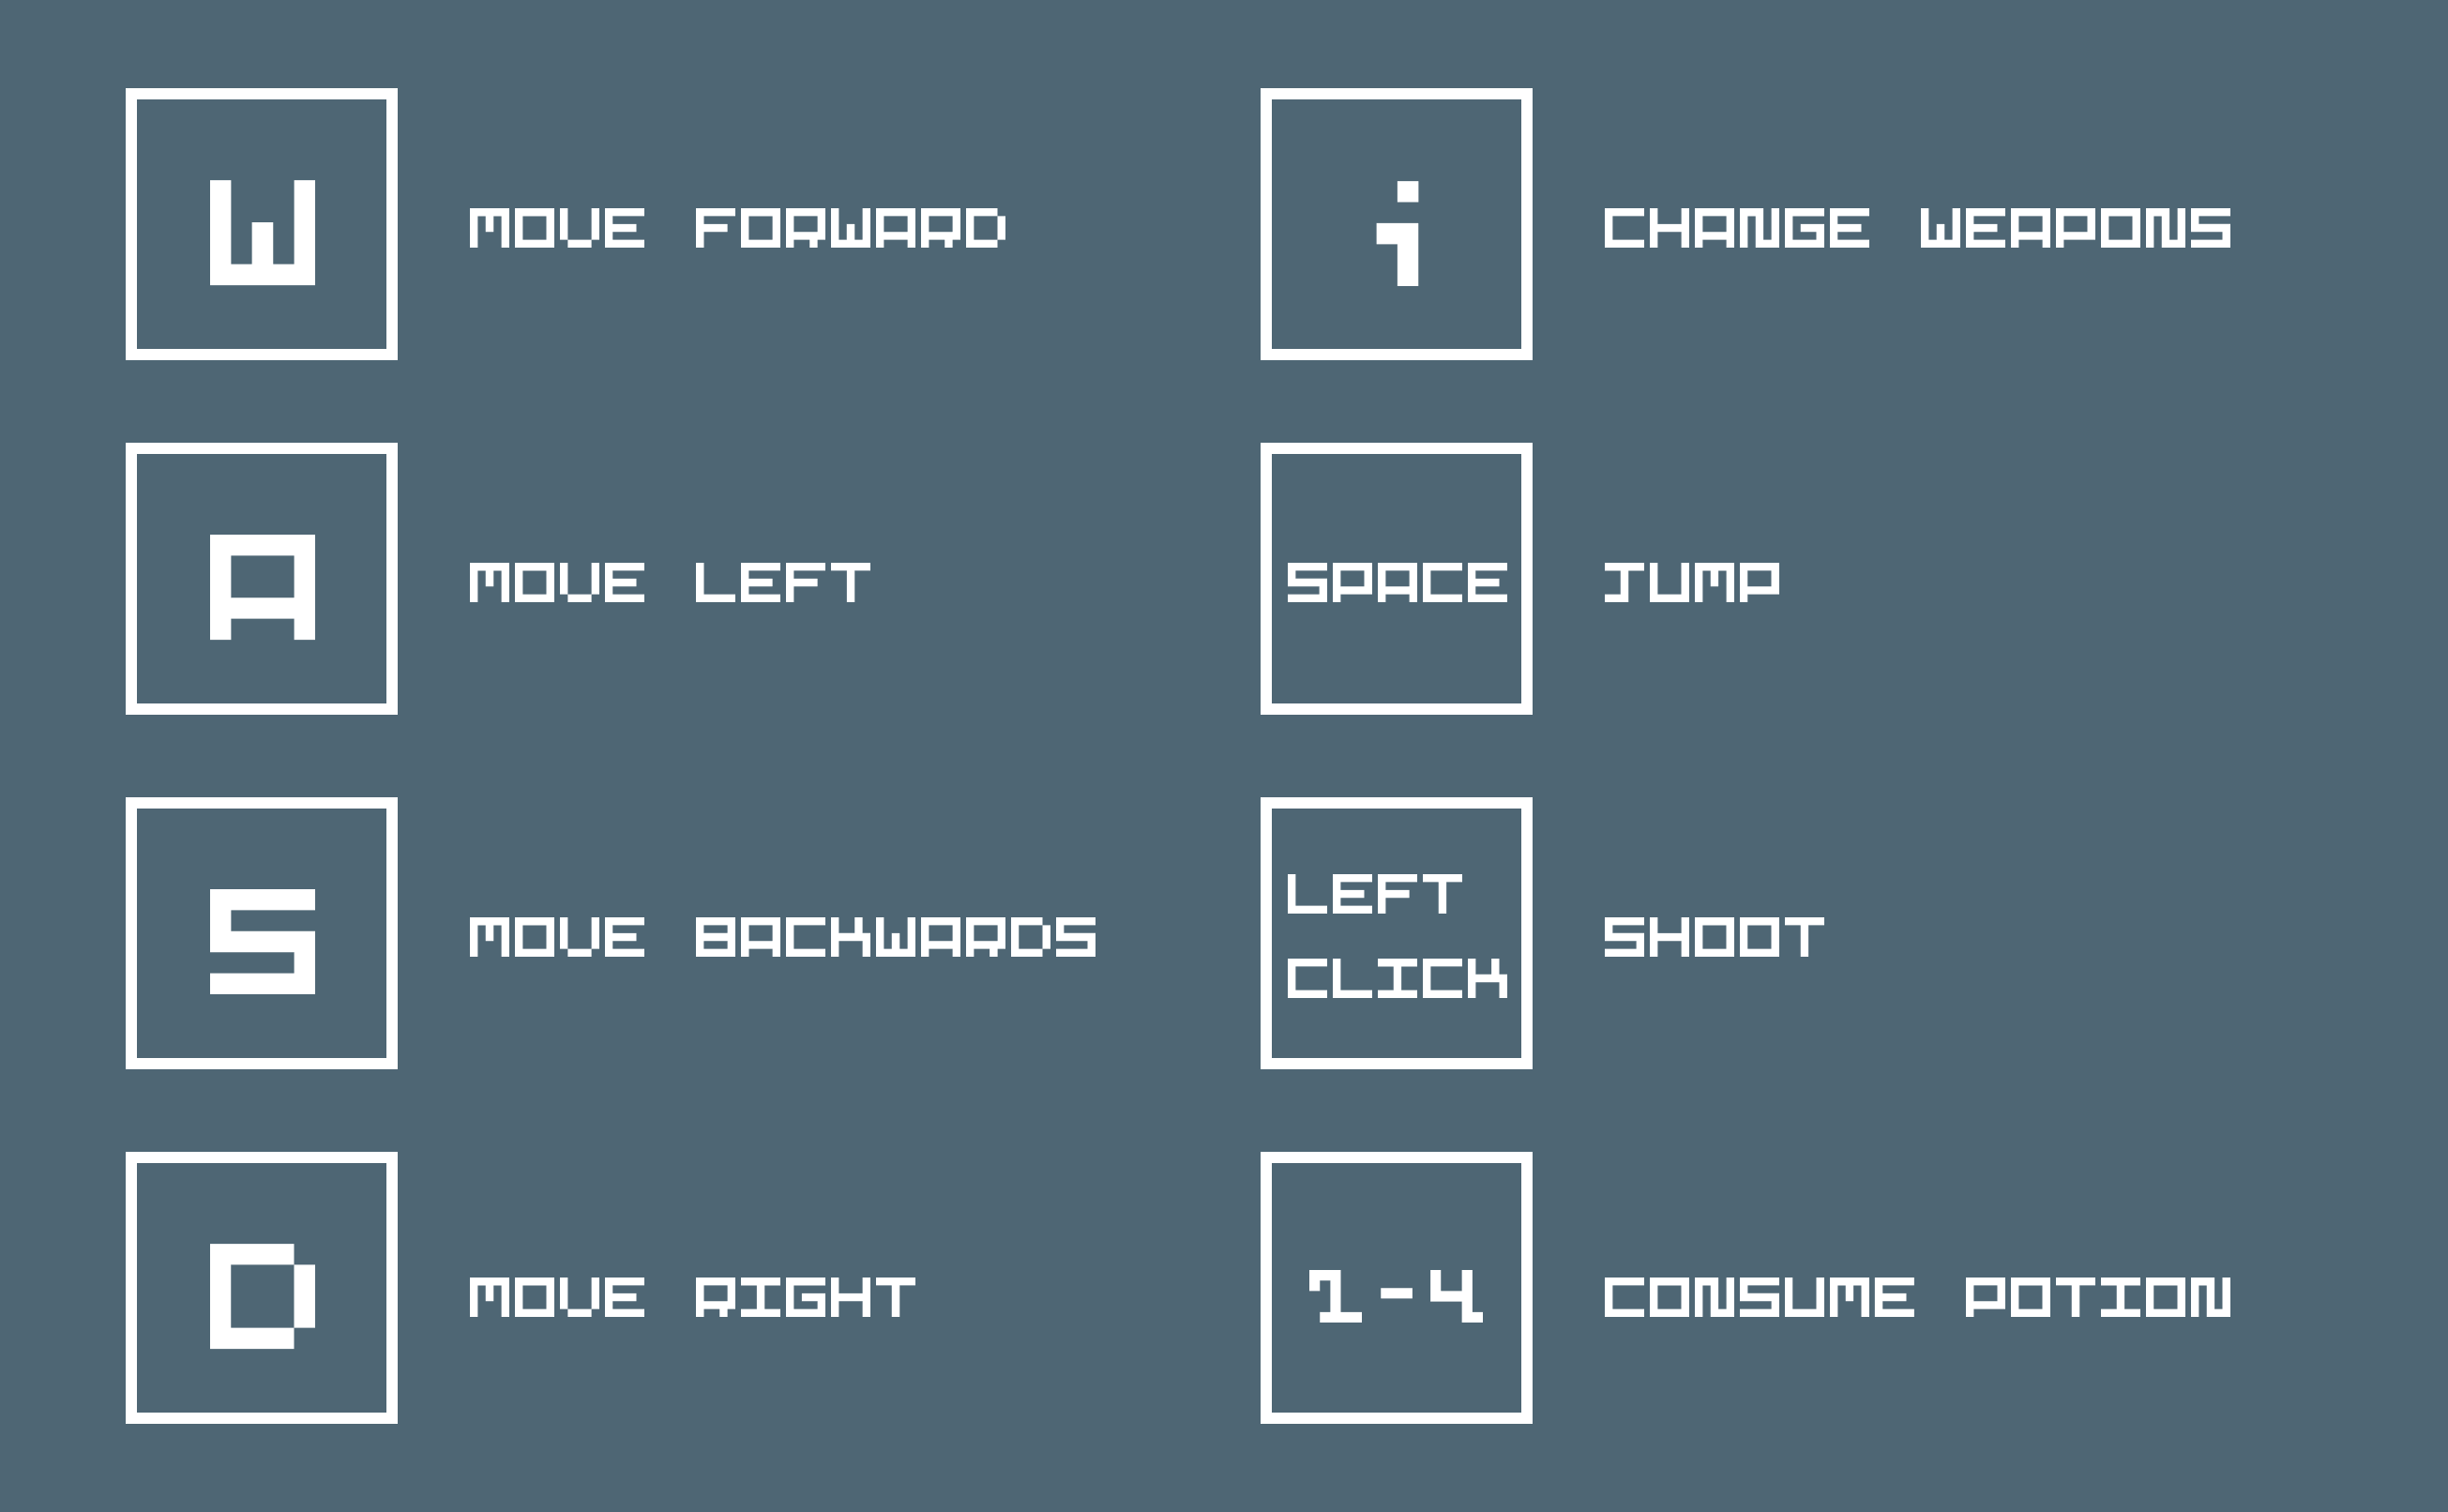 W
MOVE FORWARD
A
MOVE LEFT
S
MOVE BACKWARDS
D
MOVE RIGHT
i
CHANGE WEAPONS
SPACE
JUMP
LEFT
CLICK
SHOOT
1-4
CONSUME POTION